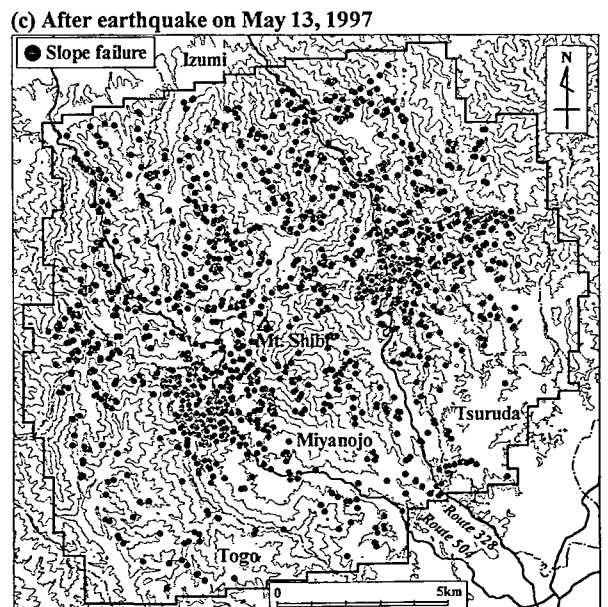 (c) After earthquake on May 13, 1997
Slope failure
Izumi
N
Mt. Shibi
Tsuruda
Miyanojo
Route 328
Route 504
Togo
0 5km